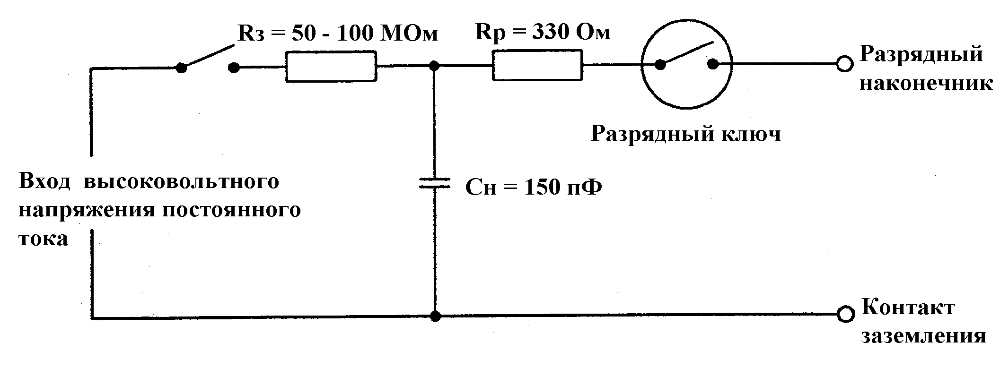 Rз = 50 - 100 МОм
Rр = 330 Ом
Разрядный
наконечник
Разрядный ключ
Вход высоковольтного
напряжения постоянного
тока
Сн = 150 пФ
Контакт
заземления